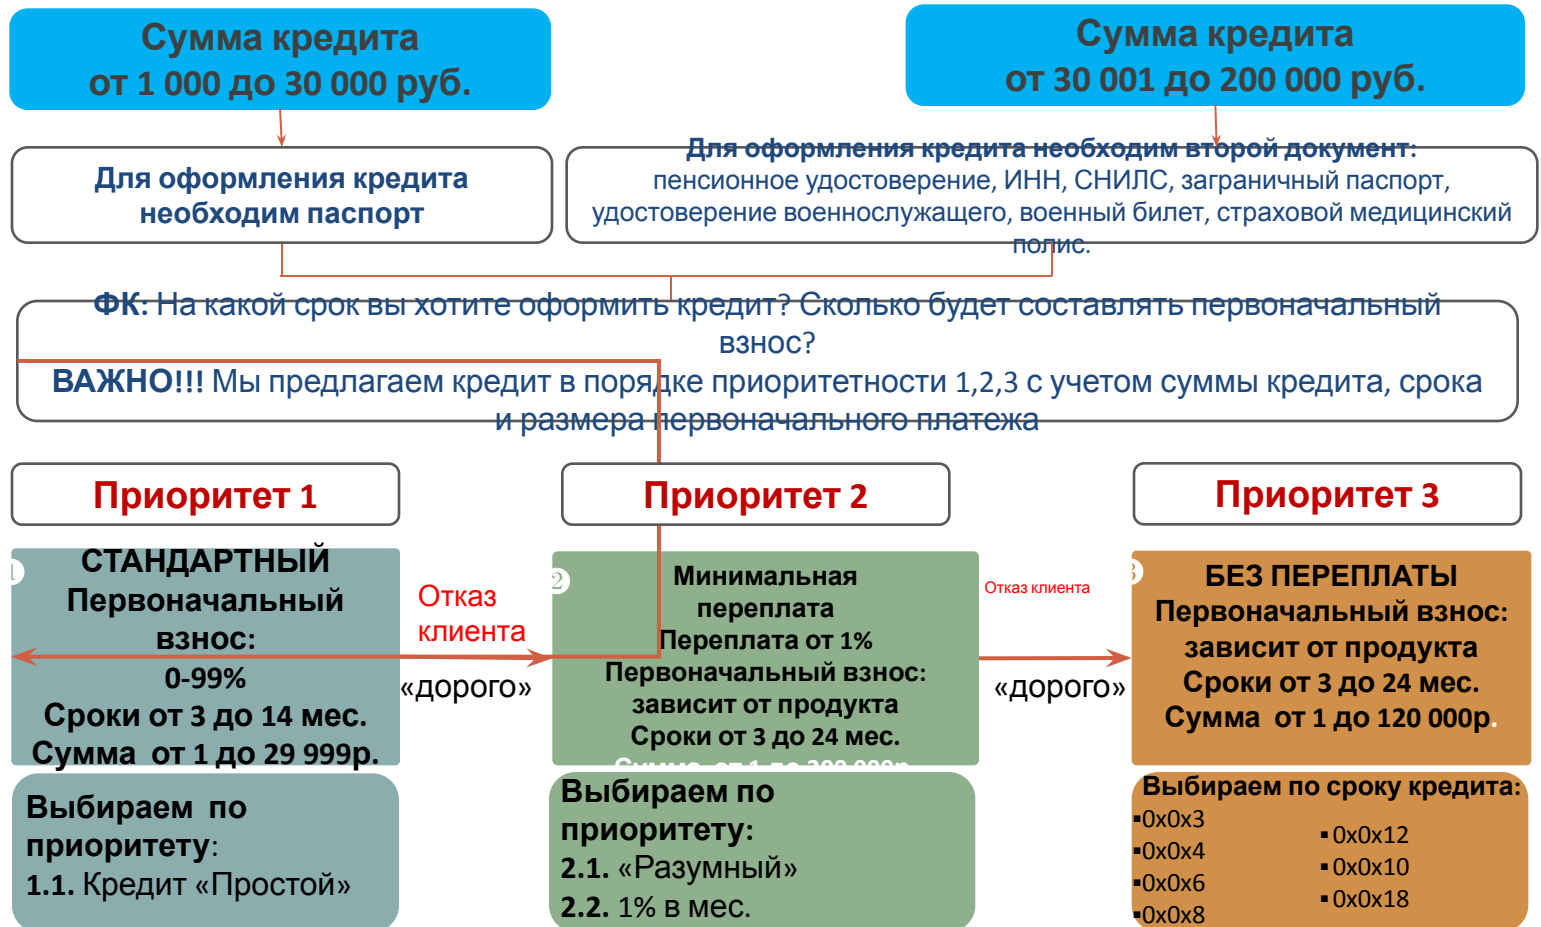 Сумма кредита
от 1 000 до 30 000 руб.
Сумма кредита
от 30 001 до 200 000 руб.
Для оформления кредита
необходим паспорт
Для оформления кредита необходим второй документ:
пенсионное удостоверение, ИНН, СНИЛС, заграничный паспорт,
удостоверение военнослужащего, военный билет, страховой медицинский
полис.
ФК: На какой срок вы хотите оформить кредит? Сколько будет составлять первоначальный
взнос?
ВАЖНО!!! Мы предлагаем кредит в порядке приоритетности 1,2,3 с учетом суммы кредита, срока
и размера первоначального платежа
Приоритет 1
Приоритет 2
Приоритет 3
1
СТАНДАРТНЫЙ
Первоначальный
взнос:
0-99%
Сроки от 3 до 14 мес.
Сумма от 1 до 29 999р.
Отказ
клиента
«дорого»
2
Минимальная
переплата
Переплата от 1%
Первоначальный взнос:
зависит от продукта
Сроки от 3 до 24 мес.
Сумма от 1 до
Отказ клиента
«дорого»
3
БЕЗ ПЕРЕПЛАТЫ
Первоначальный взнос:
зависит от продукта
Сроки от 3 до 24 мес.
Сумма от 1 до 120 000р.
Выбираем по
приоритету:
1.1. Кредит «Простой»
Выбираем по
приоритету:
2.1. «Разумный»
2.2. 1% в мес.
Выбираем по сроку кредита:
▪0х0х3
▪0х0х4
▪0х0х6
▪0х0х8
▪0х0х12
▪0х0х10
▪0х0х18